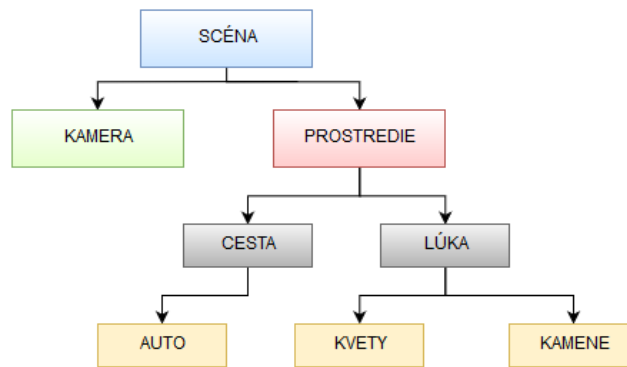 SCÉNA
KAMERA
PROSTREDIE
CESTA
LÚKA
AUTO
KVETY
KAMENE